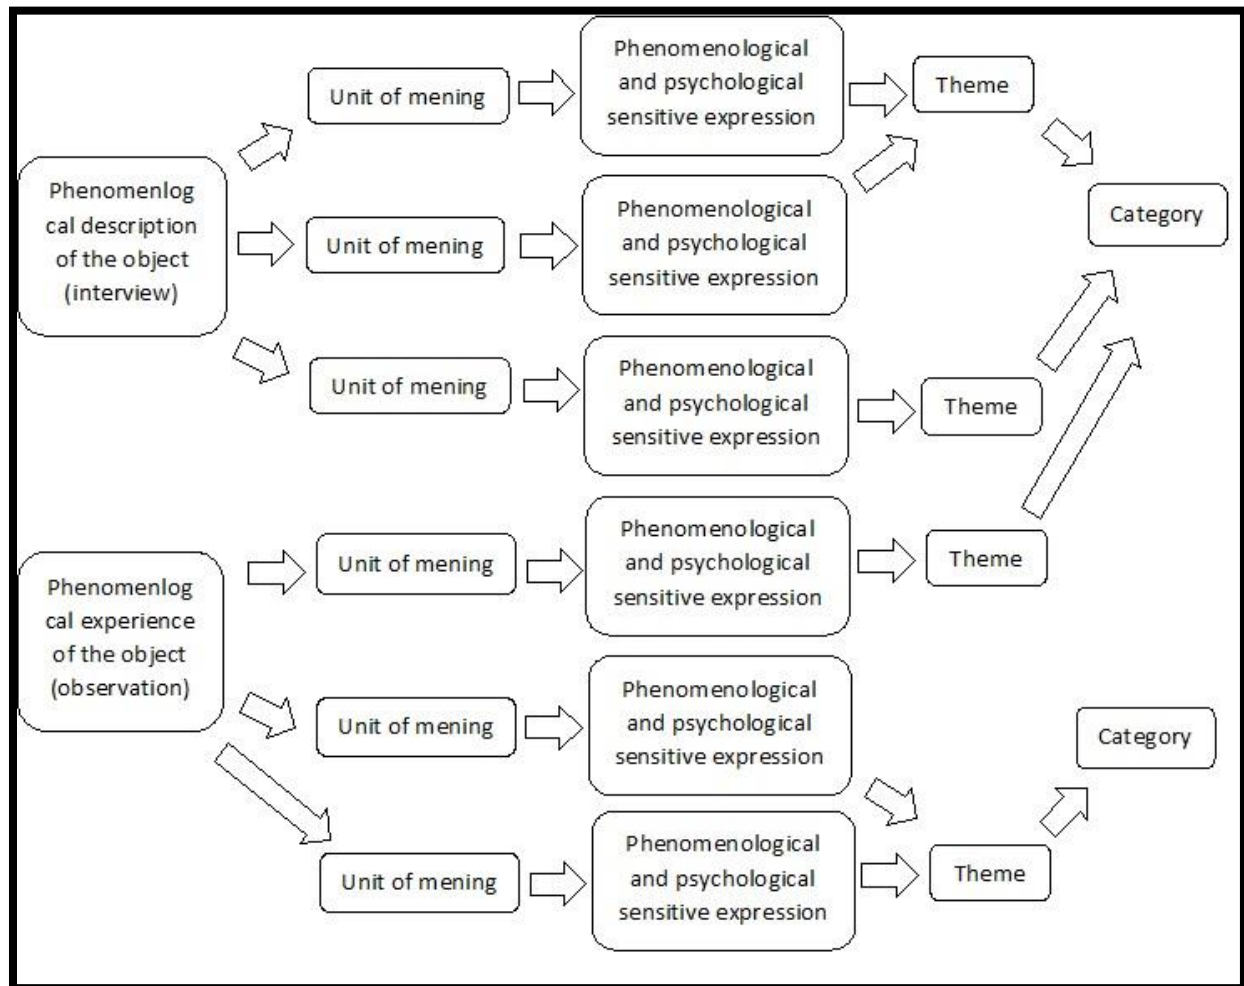 Phenomenological
and psychological
sensitive expression
Unit of mening
Theme
Phenomenlog
cal description
of the object
(interview)
Unit of mening
Phenomenological
and psychological
sensitive expression
Category
Unit of mening
Phenomenological
and psychological
sensitive expression
Theme
Phenomenlog
cal experience
of the object
(observation)
Unit of mening
Phenomenological
and psychological
sensitive expression
Theme
Unit of mening
Phenomenological
and psychological
sensitive expression
Category
Unit of mening
Phenomenological
and psychological
sensitive expression
Theme